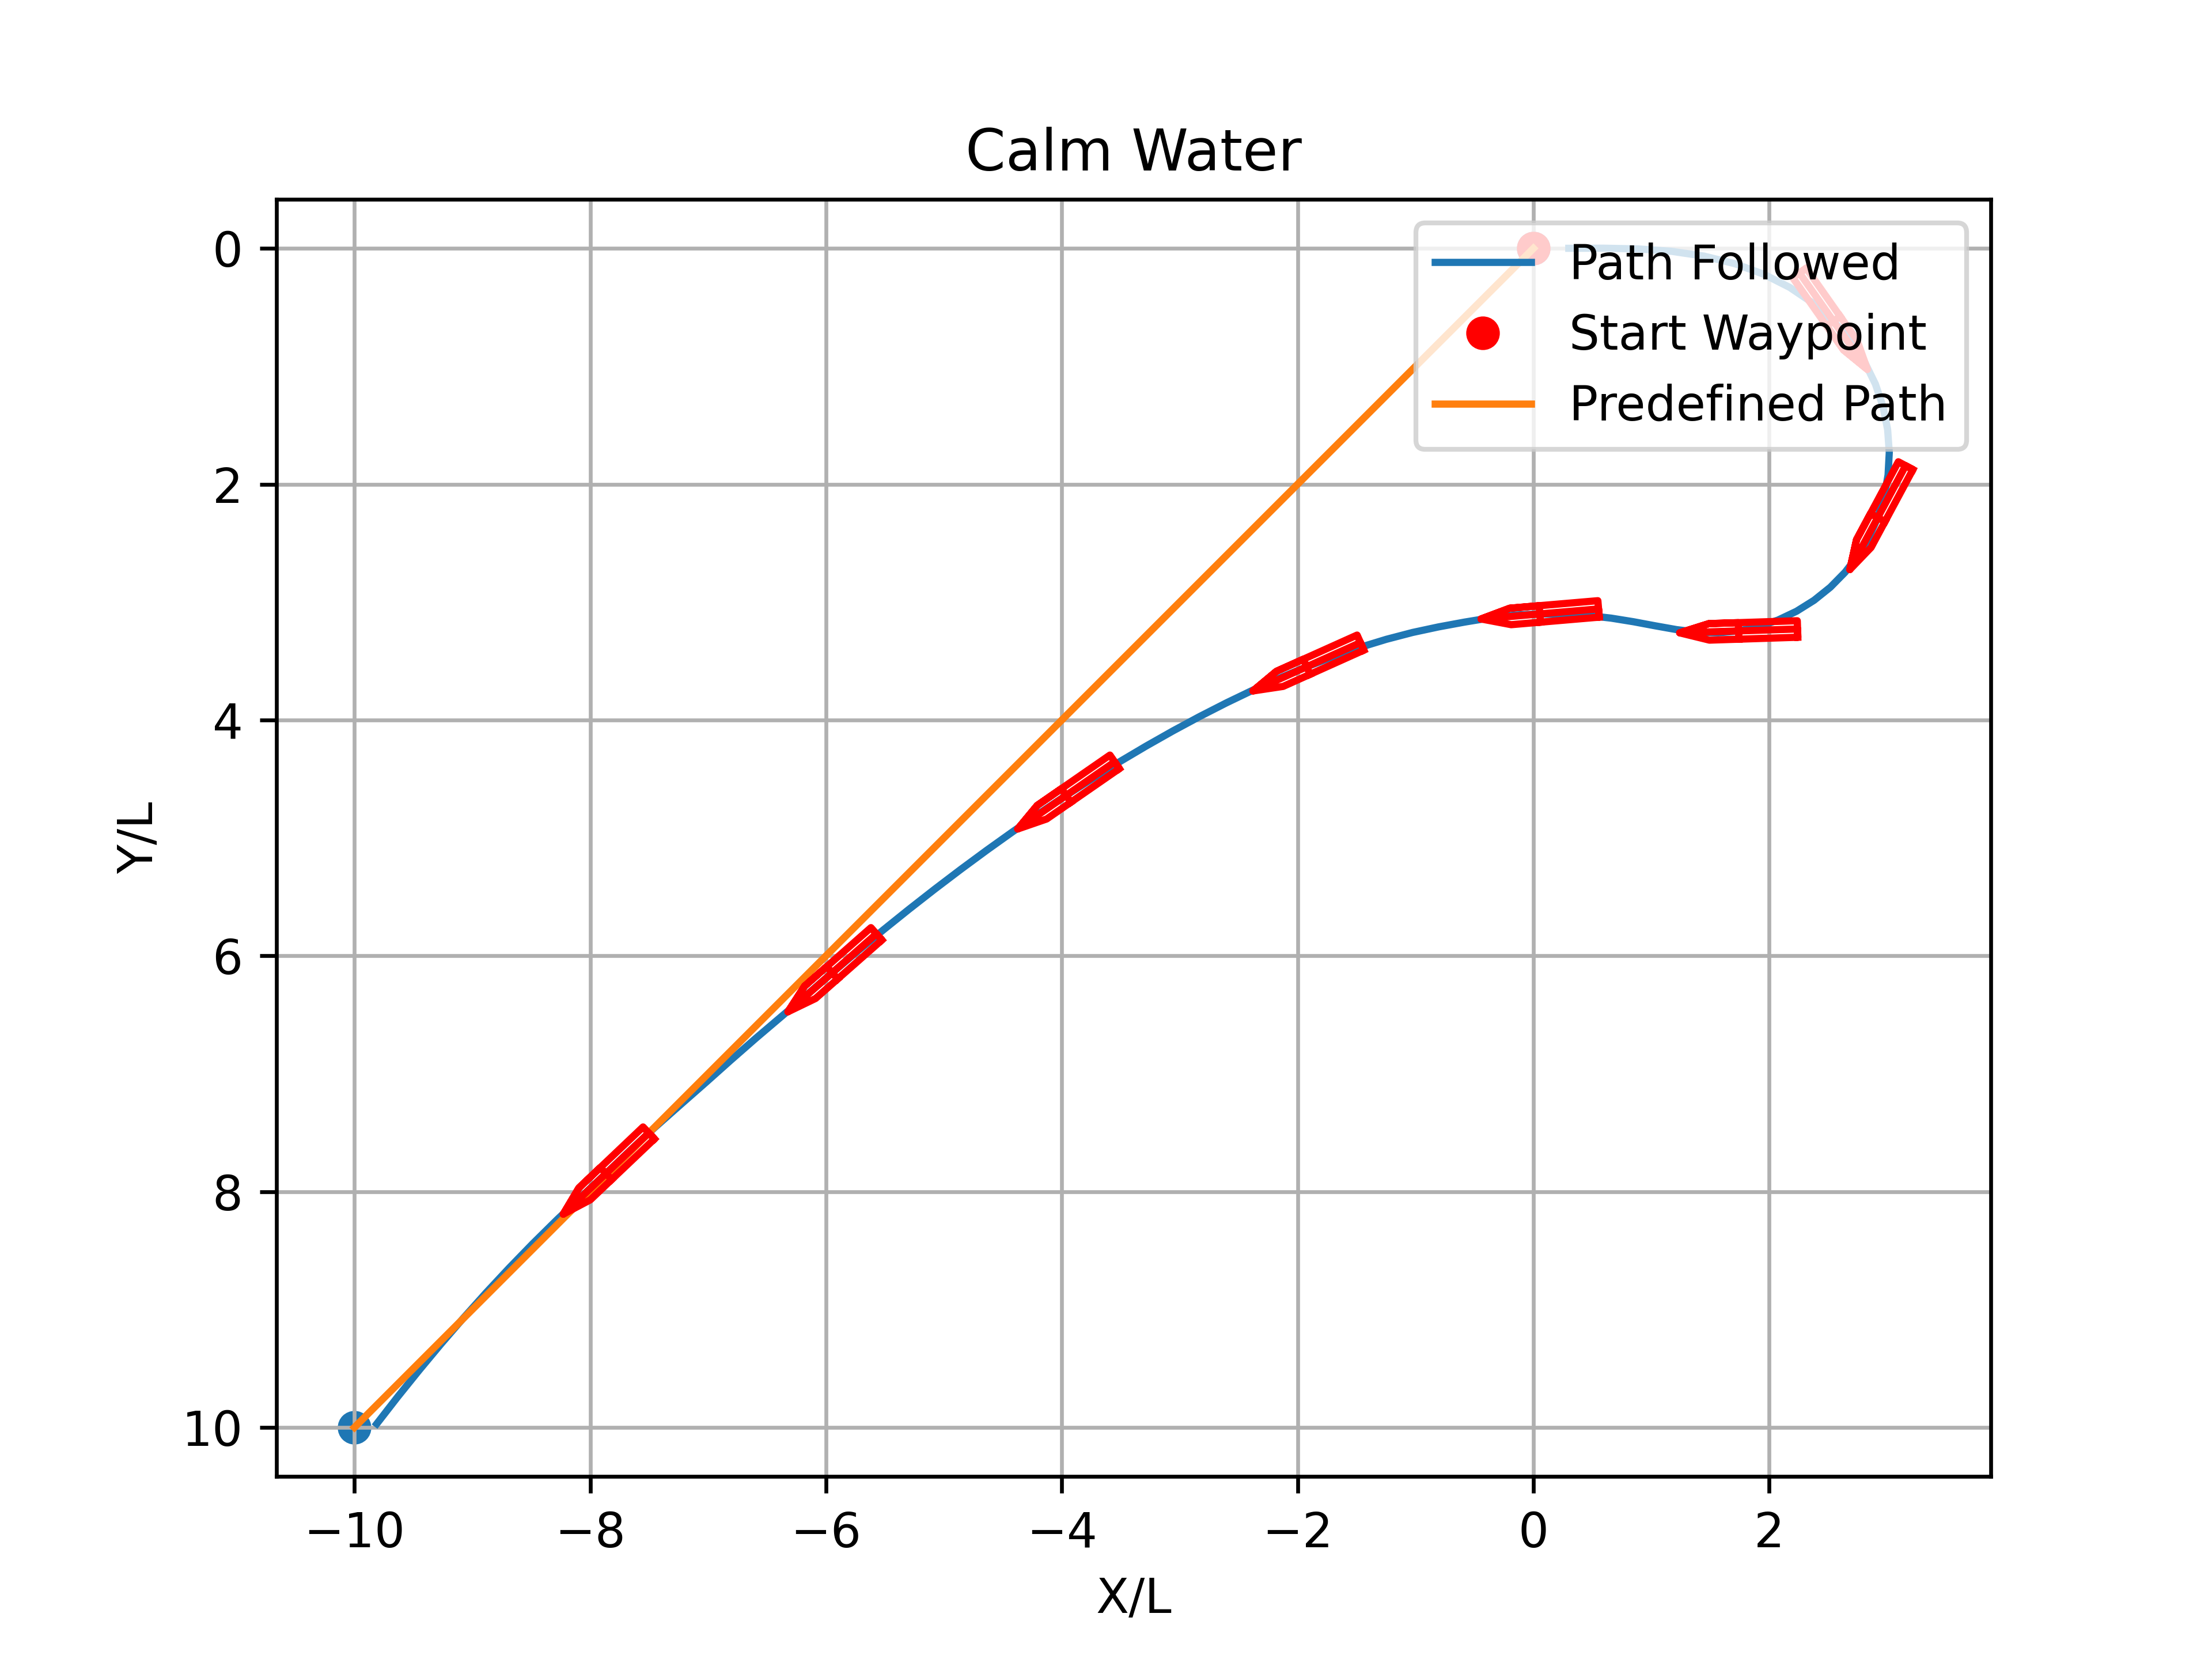 Calm Water
Path Followed
Start Waypoint
Predefined Path
0
2
4
6
8
10
Y/L
−10
−8
−6
−4
−2
0
2
X/L